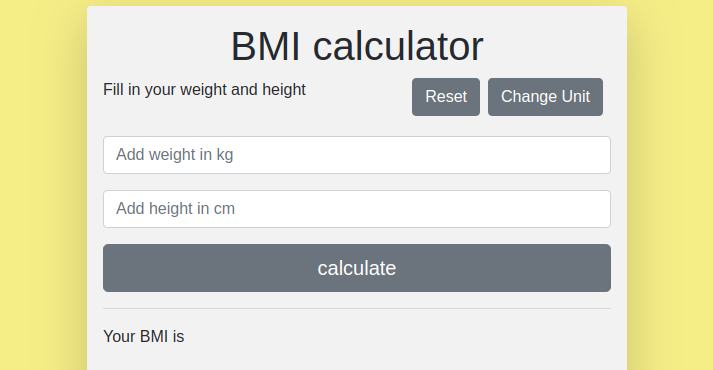 BMI calculator
Fill in your weight and height
Reset
Change Unit
Add weight in kg
Add height in cm
calculate
Your BMI is